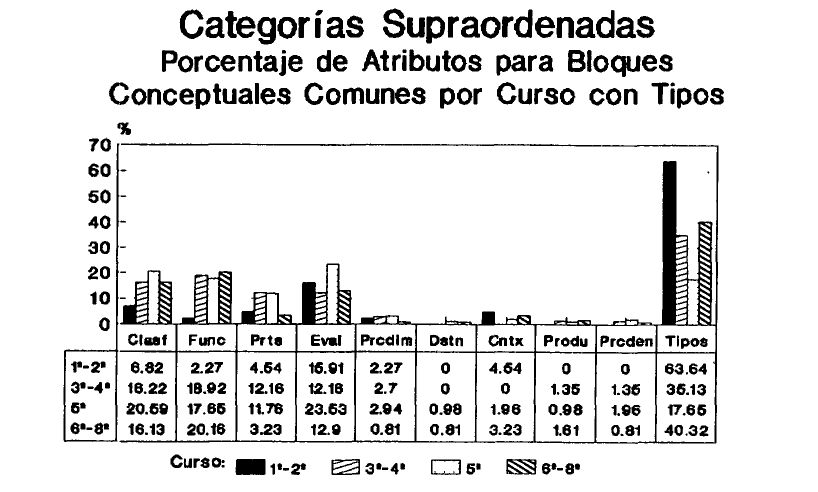 Categorías Supraordenadas
Porcentaje de Atributos para Bloques
Conceptuales Comunes por Curso con Tipos
%
70
60
50
40
30
20
10
0
Clasf Func Prts Eval Prcdim Dstn Cntx Produ Prcden Tipos
1º-2º 6.82 2.27 4.54 15.91 2.27 0 4.54 0 0 63.64
3º-4º 16.22 18.92 12.16 12.16 2.7 0 0 1.35 1.35 35.13
5º 20.59 17.65 11.76 23.53 2.94 0.98 1.96 0.98 1.96 17.65
6º-8º 16.13 20.16 3.23 12.9 0.81 0.81 3.23 1.61 0.81 40.32
Curso: 1º-2º 3º-4º 5º 6º-8º